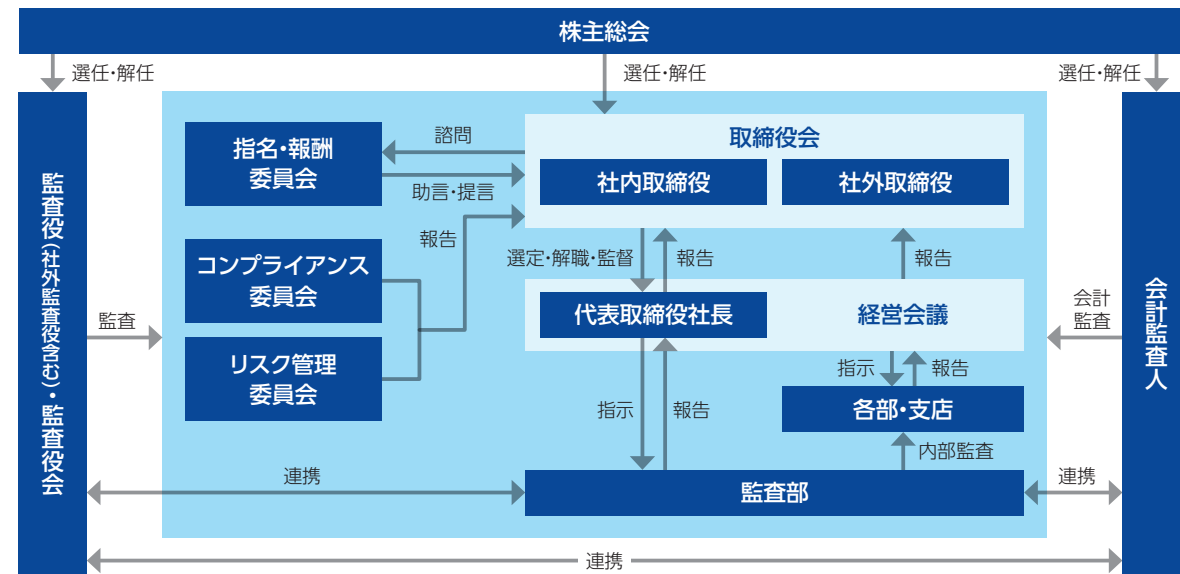 株主総会
選任・解任
選任・解任
選任・解任
監査役(社外監査役含む)・監査役会
指名・報酬
委員会
諮問
助言・提言
取締役会
社内取締役
社外取締役
コンプライアンス
委員会
報告
選定・解職・監督
報告
報告
リスク管理
委員会
代表取締役社長
経営会議
監査
会計
監査
会計監査人
指示
報告
指示
報告
各部・支店
内部監査
連携
監査部
連携
連携